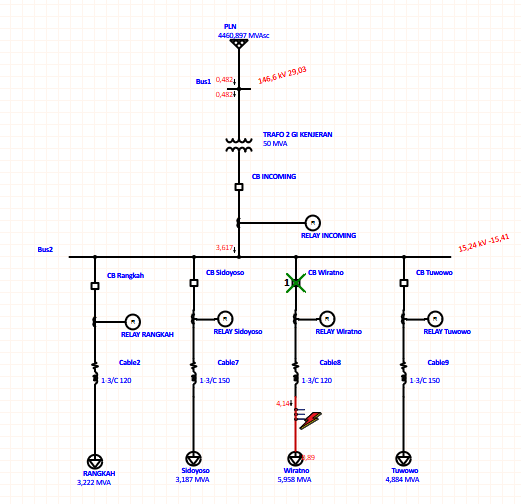 PLN
4460,897 MVAsc
0,482
146,6 kV 29,03
Bus1
0,482
TRAFO 2 GI KENJERAN
50 MVA
CB INCOMING
R
RELAY INCOMING
3,617
Bus2
15,24 kV -15,41
CB Rangkah
CB Sidoyoso
1
CB Wiratno
CB Tuwowo
R
RELAY RANGKAH
R
RELAY Sidoyoso
R
RELAY Wiratno
R
RELAY Tuwowo
Cable2
1-3/C 120
Cable7
1-3/C 150
Cable8
1-3/C 120
Cable9
1-3/C 150
4,14
RANGKAH
3,222 MVA
Sidoyoso
3,187 MVA
Wiratno
5,958 MVA
Tuwowo
4,884 MVA